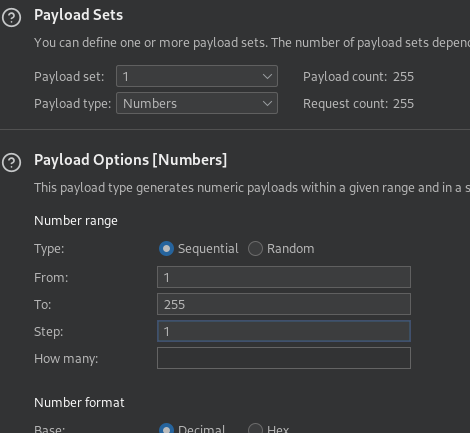 Payload Sets
You can define one or more payload sets. The number of payload sets depen
Payload set: 1 Payload count: 255
Payload type: Numbers Request count: 255
Payload Options [Numbers]
This payload type generates numeric payloads within a given range and in a s
Number range
Type: Sequential Random
From: 1
To: 255
Step: 1
How many:
Number format
Base: Decimal Hex